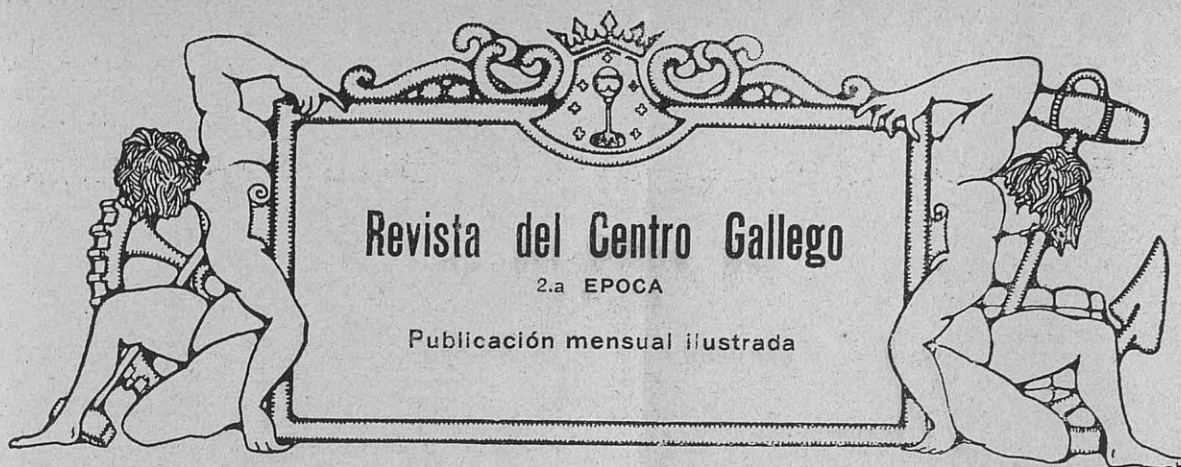 Revista del Centro Gallego
2.a EPOCA
Publicación mensual ilustrada